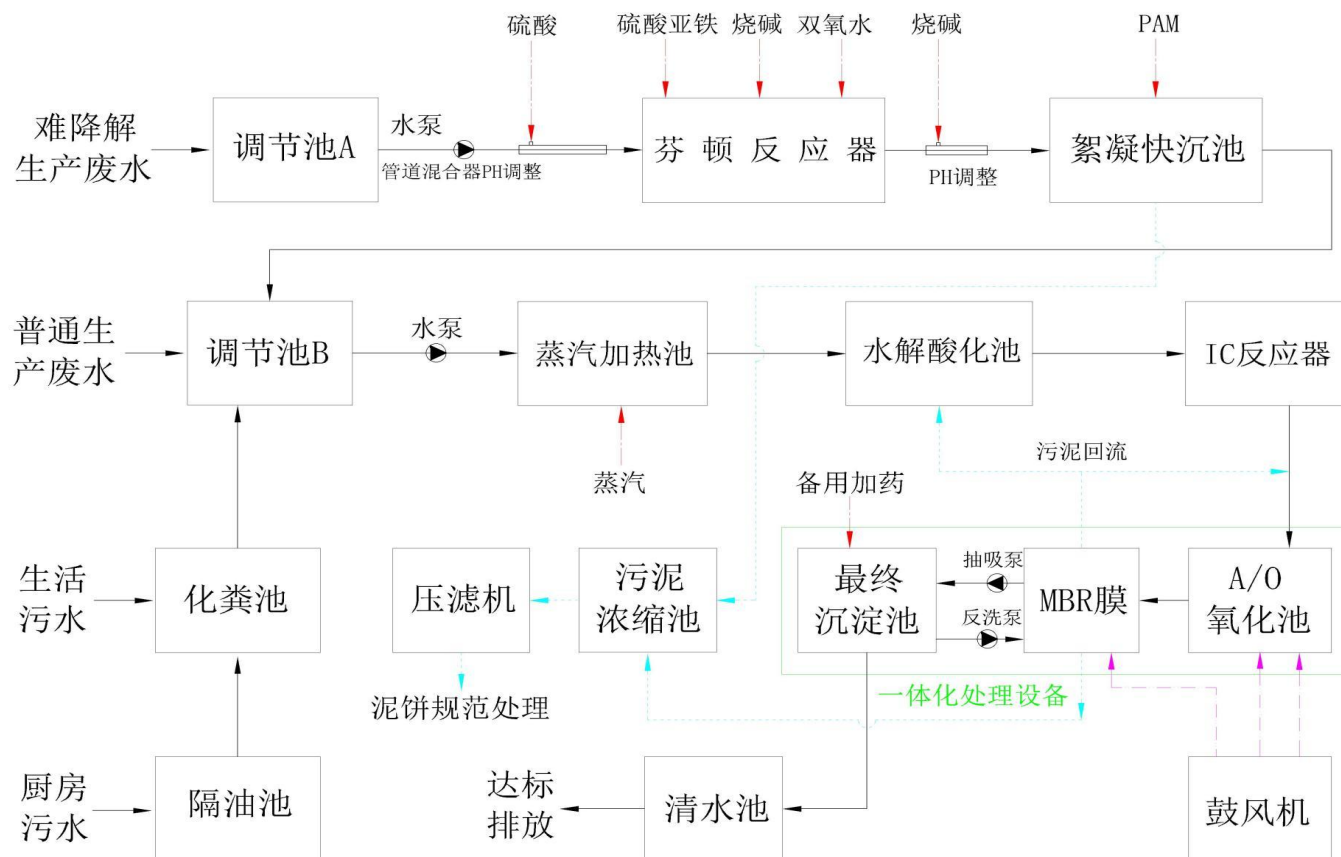 硫酸
硫酸亚铁
烧碱
双氧水
烧碱
PAM
难降解
生产废水
调节池A
水泵
管道混合器PH调整
芬顿反应器
PH调整
絮凝快沉池
普通生
产废水
调节池B
水泵
蒸汽加热池
水解酸化池
IC反应器
蒸汽
污泥回流
备用加药
生活
污水
化粪池
压滤机
污泥
浓缩池
最终
沉淀池
抽吸泵
反洗泵
MBR膜
A/O
氧化池
泥饼规范处理
一体化处理设备
厨房
污水
隔油池
达标
排放
清水池
鼓风机